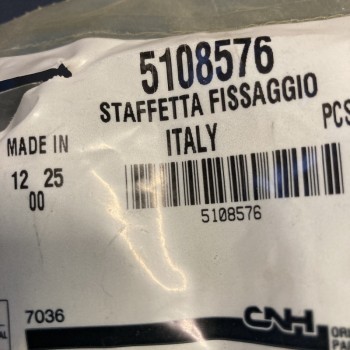 5108576
STAFFETTA FISSAGGIO
MADE IN ITALY PCS
12 25
00
5108576
7036
CNH